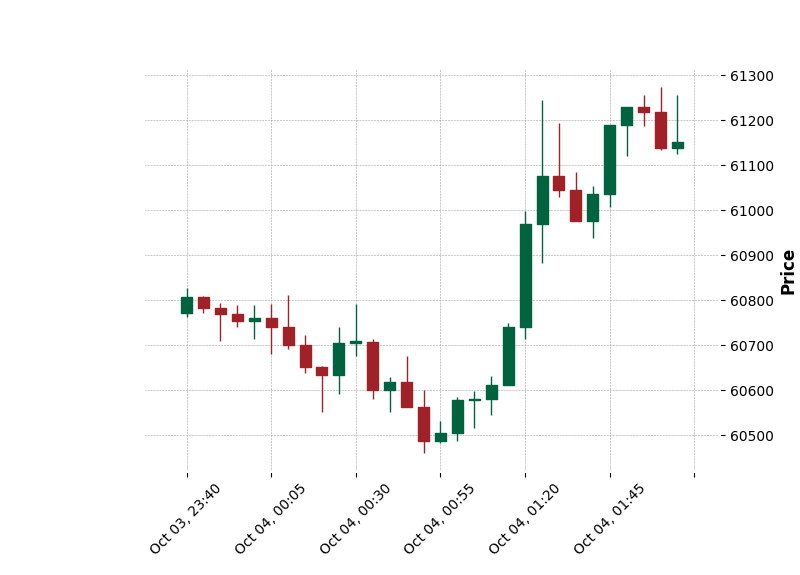 61300
61200
61100
61000
60900
60800
60700
60600
60500
Price
Oct 03, 23:40
Oct 04, 00:05
Oct 04, 00:30
Oct 04, 00:55
Oct 04, 01:20
Oct 04, 01:45